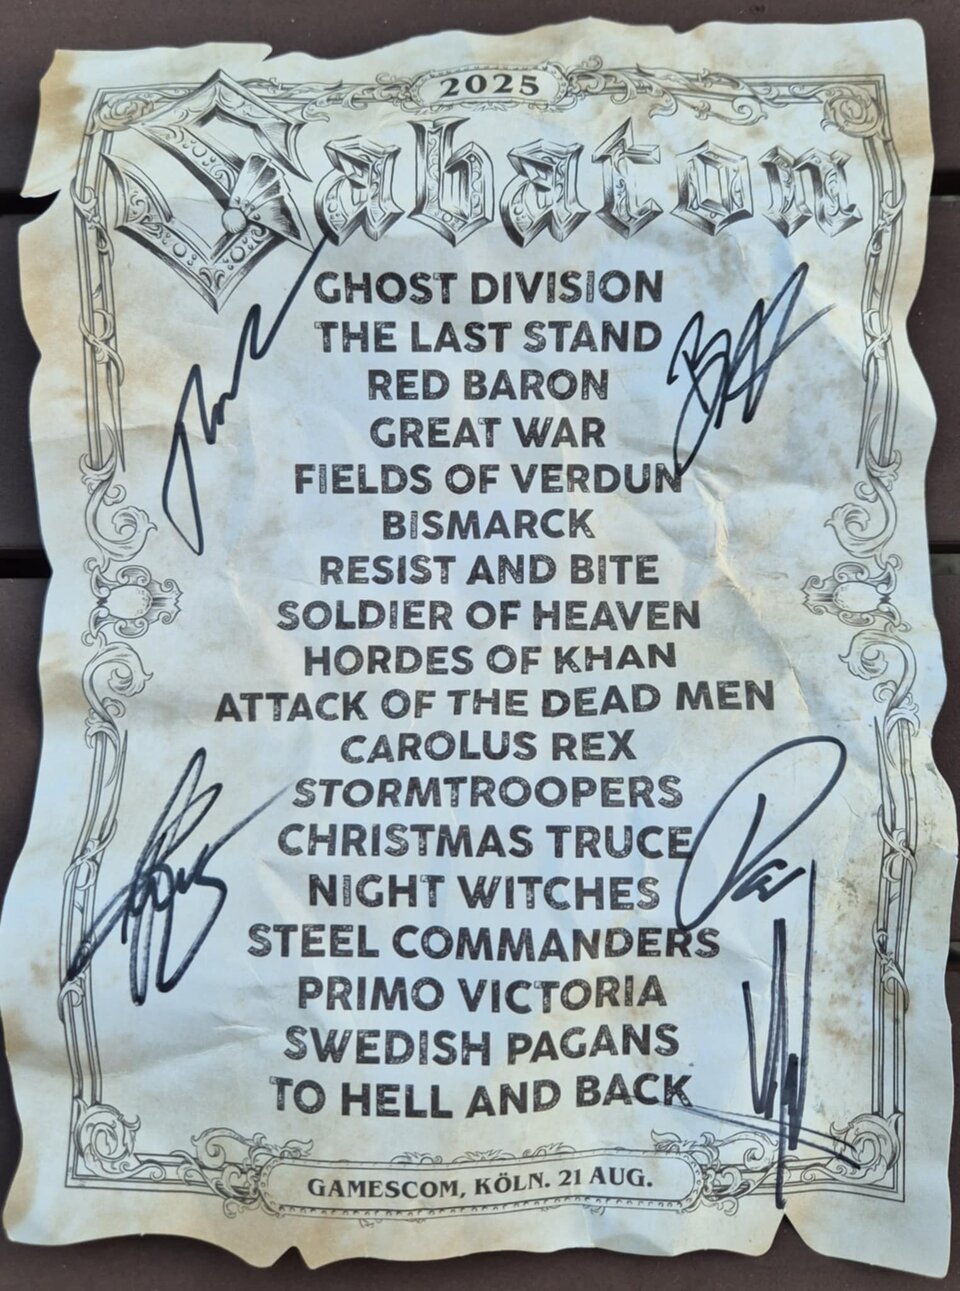 2025
Sabaton
GHOST DIVISION
THE LAST STAND
RED BARON
GREAT WAR
FIELDS OF VERDUN
BISMARCK
RESIST AND BITE
SOLDIER OF HEAVEN
HORDES OF KHAN
ATTACK OF THE DEAD MEN
CAROLUS REX
STORMTROOPERS
CHRISTMAS TRUCE
NIGHT WITCHES
STEEL COMMANDERS
PRIMO VICTORIA
SWEDISH PAGANS
TO HELL AND BACK
GAMESCOM, KÖLN. 21 AUG.